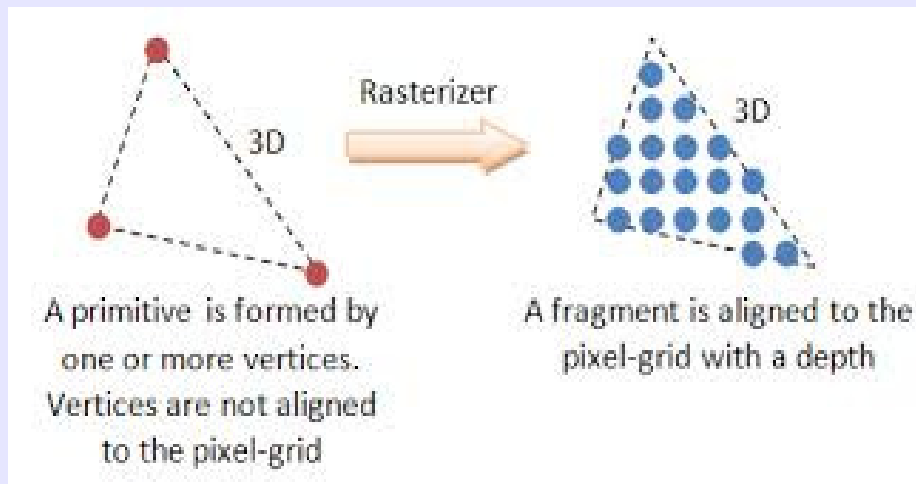 Rasterizer
3D
3D
A primitive is formed by
one or more vertices.
Vertices are not aligned
to the pixel-grid
A fragment is aligned to the
pixel-grid with a depth